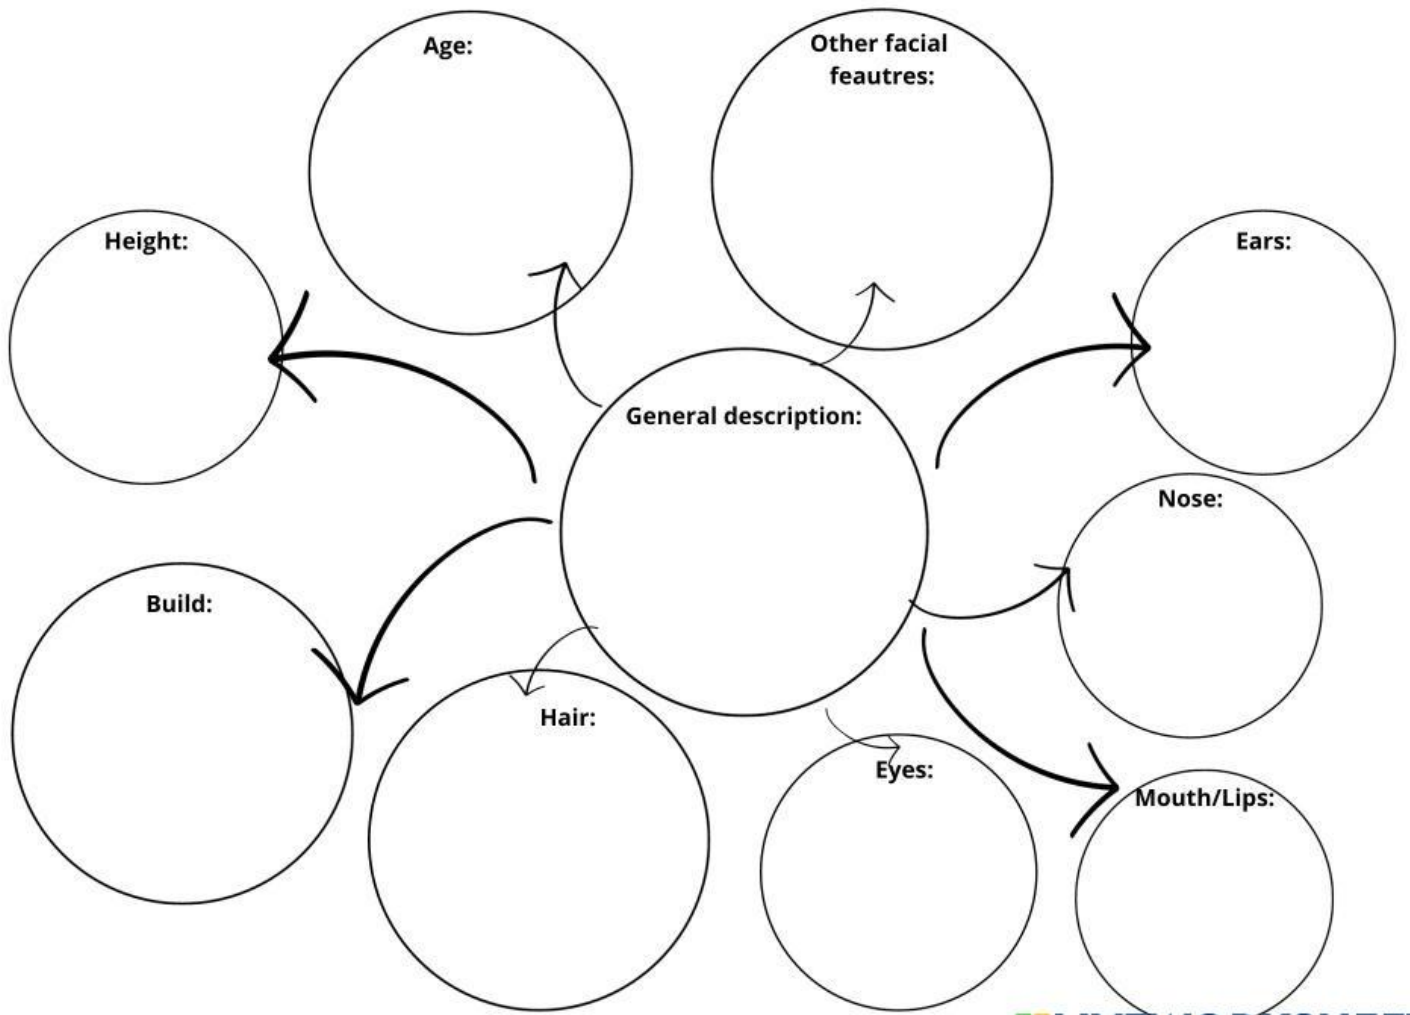 Age:
Other facial
feautres:
Height:
Ears:
General description:
Nose:
Build:
Hair:
Eyes:
Mouth/Lips: